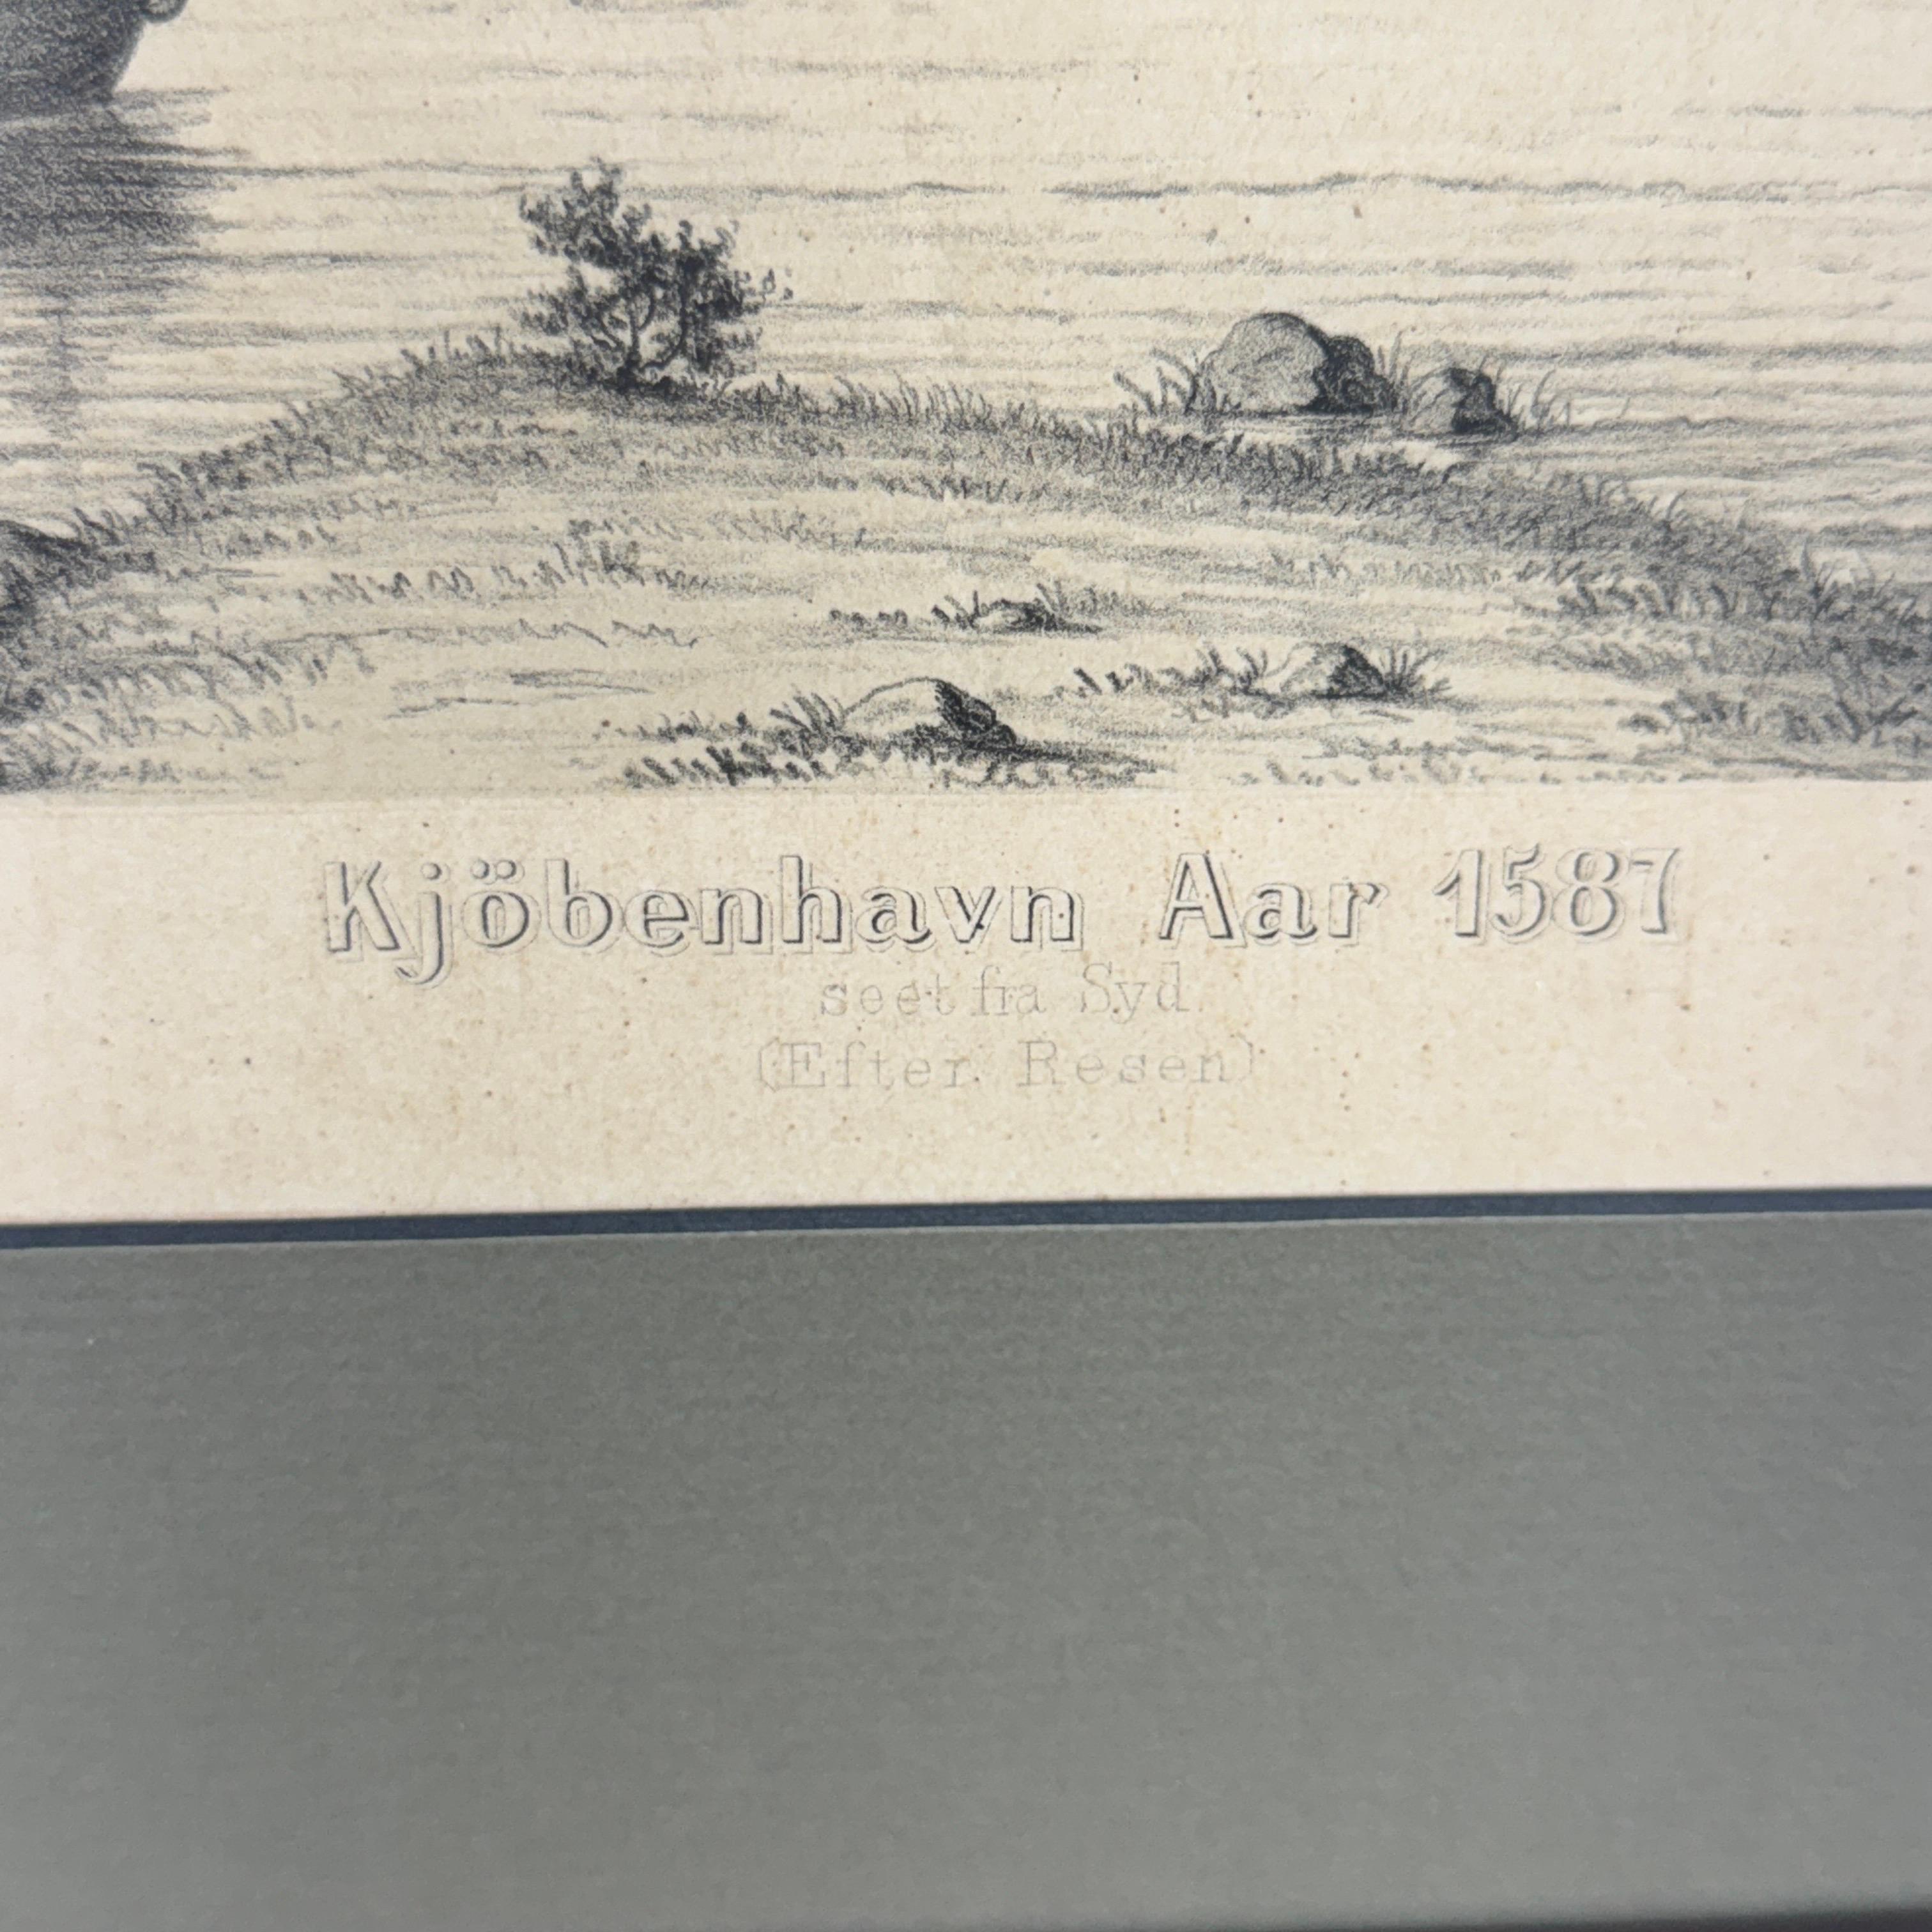 Kjöbenhavn Aar 1587
seet fra Syd.
(Efter Resen)